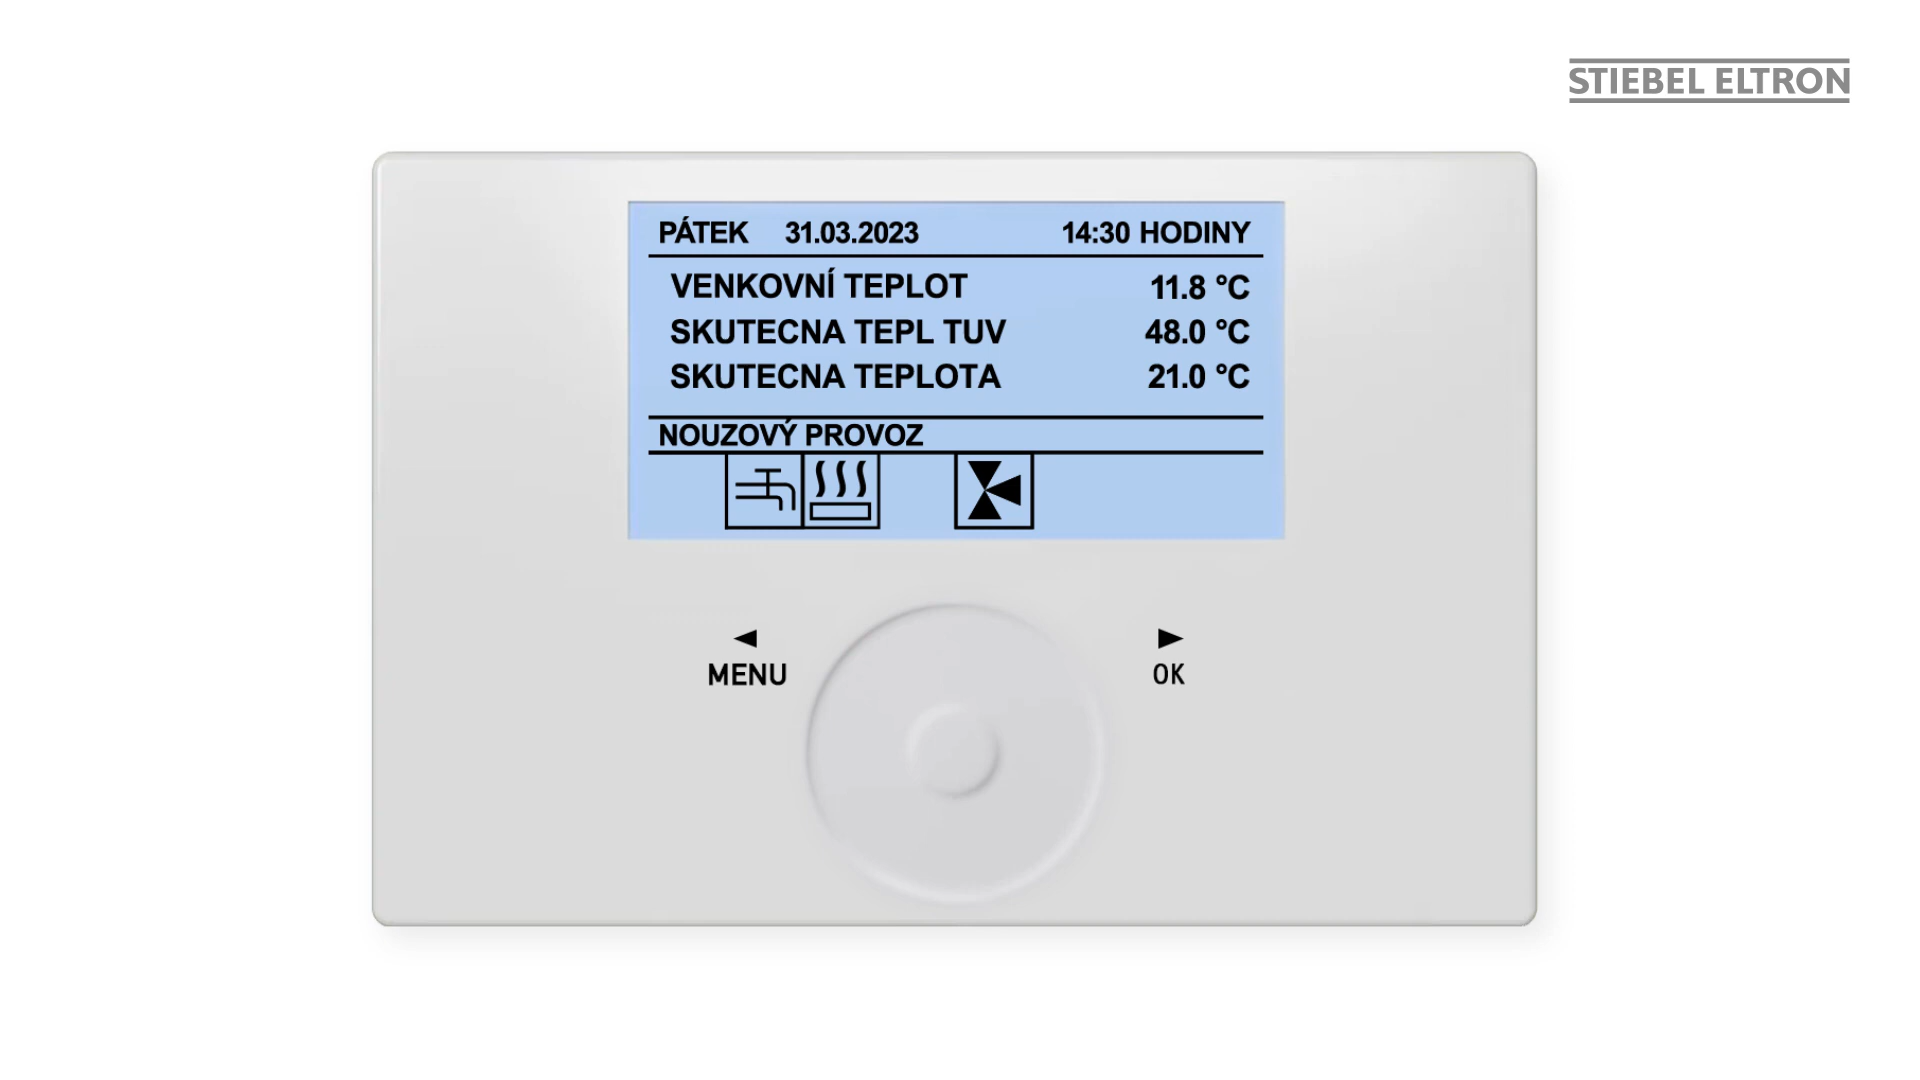 STIEBEL ELTRON
PÁTEK 31.03.2023 14:30 HODINY
VENKOVNÍ TEPLOT 11.8 °C
SKUTECNA TEPL TUV 48.0 °C
SKUTECNA TEPLOTA 21.0 °C
NOUZOVÝ PROVOZ
MENU OK